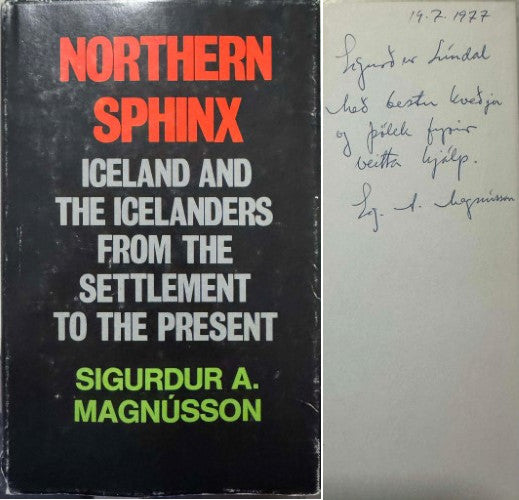 NORTHERN
SPHINX
ICELAND AND
THE ICELANDERS
FROM THE
SETTLEMENT
TO THE PRESENT
SIGURDUR A.
MAGNÚSSON
19.7.1977
Sigurður Líndal
með bestu kveðju
og þökk fyrir
veitta hjálp.
Sig. A. Magnússon